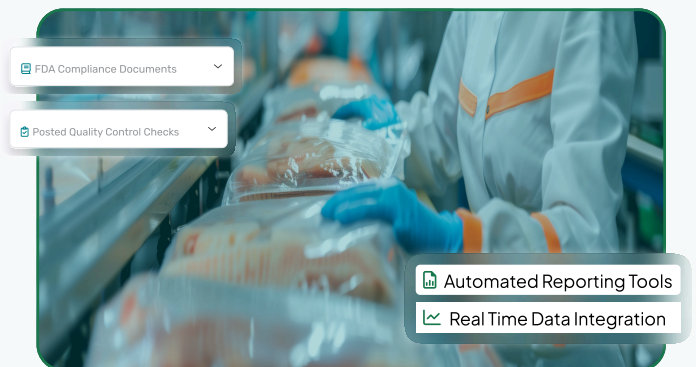 FDA Compliance Documents
Posted Quality Control Checks
Automated Reporting Tools
Real Time Data Integration